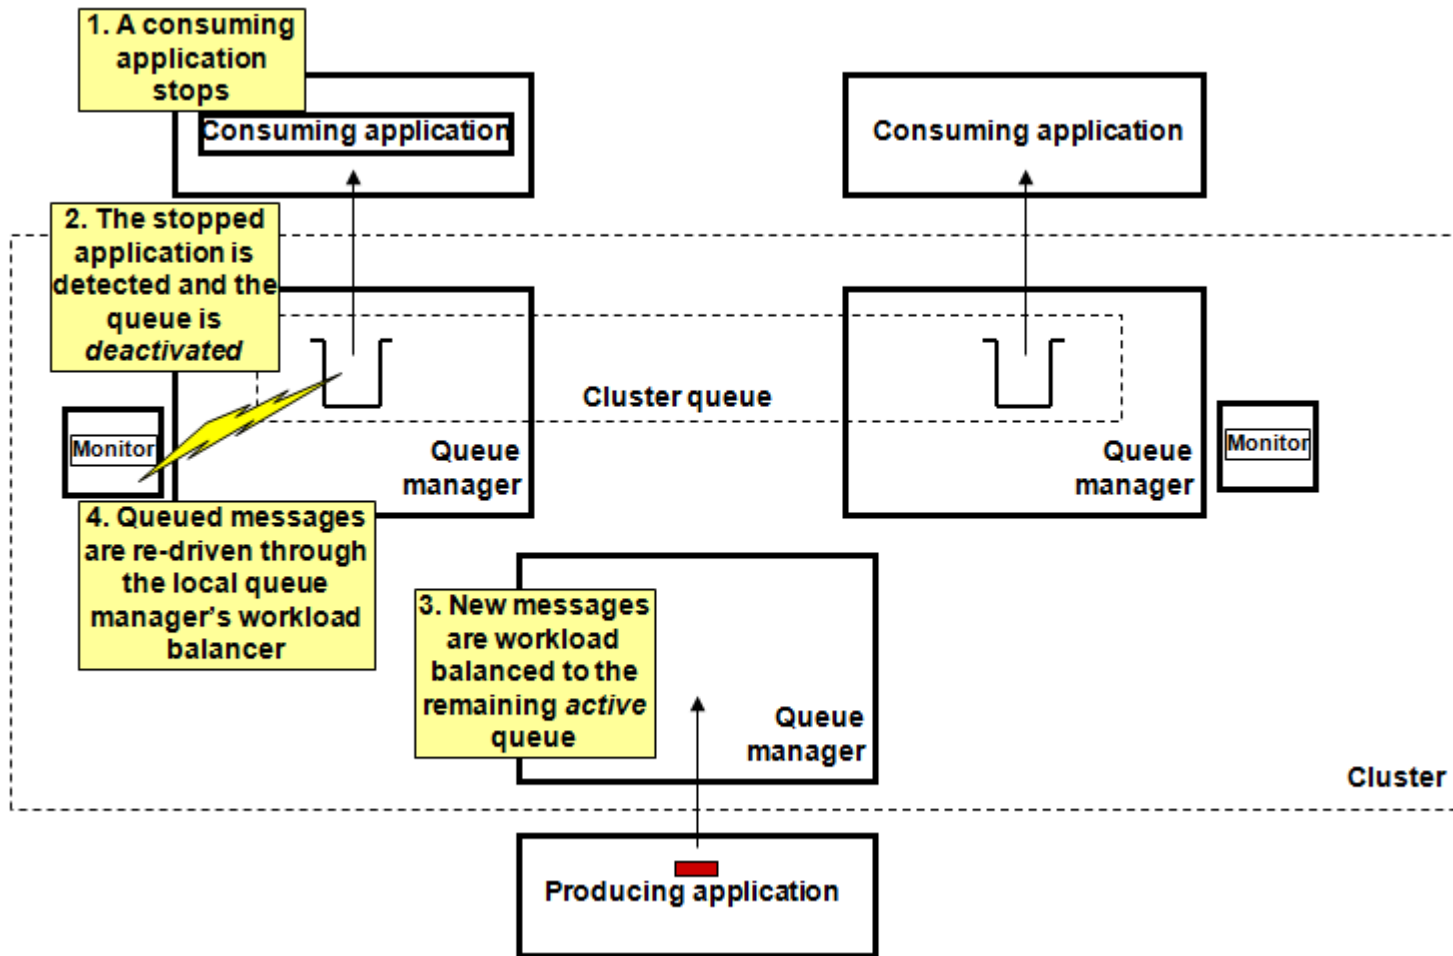 1. A consuming
application
stops
Consuming application
Consuming application
2. The stopped
application is
detected and the
queue is
deactivated
Cluster queue
Monitor
Queue
manager
Queue
manager
Monitor
4. Queued messages
are re-driven through
the local queue
manager’s workload
balancer
3. New messages
are workload
balanced to the
remaining active
queue
Queue
manager
Cluster
Producing application